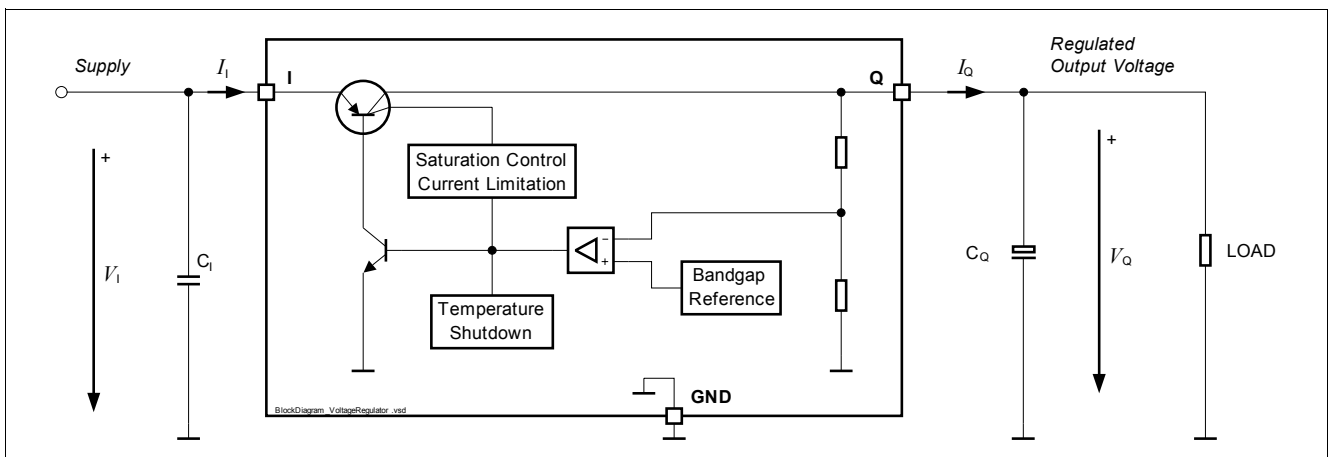 Supply
I_I
I
Q
I_Q
Regulated
Output Voltage
+
+
Saturation Control
Current Limitation
V_I
C_I
−
+
Bandgap
Reference
Temperature
Shutdown
C_Q
V_Q
LOAD
GND
BlockDiagram_VoltageRegulator .vsd